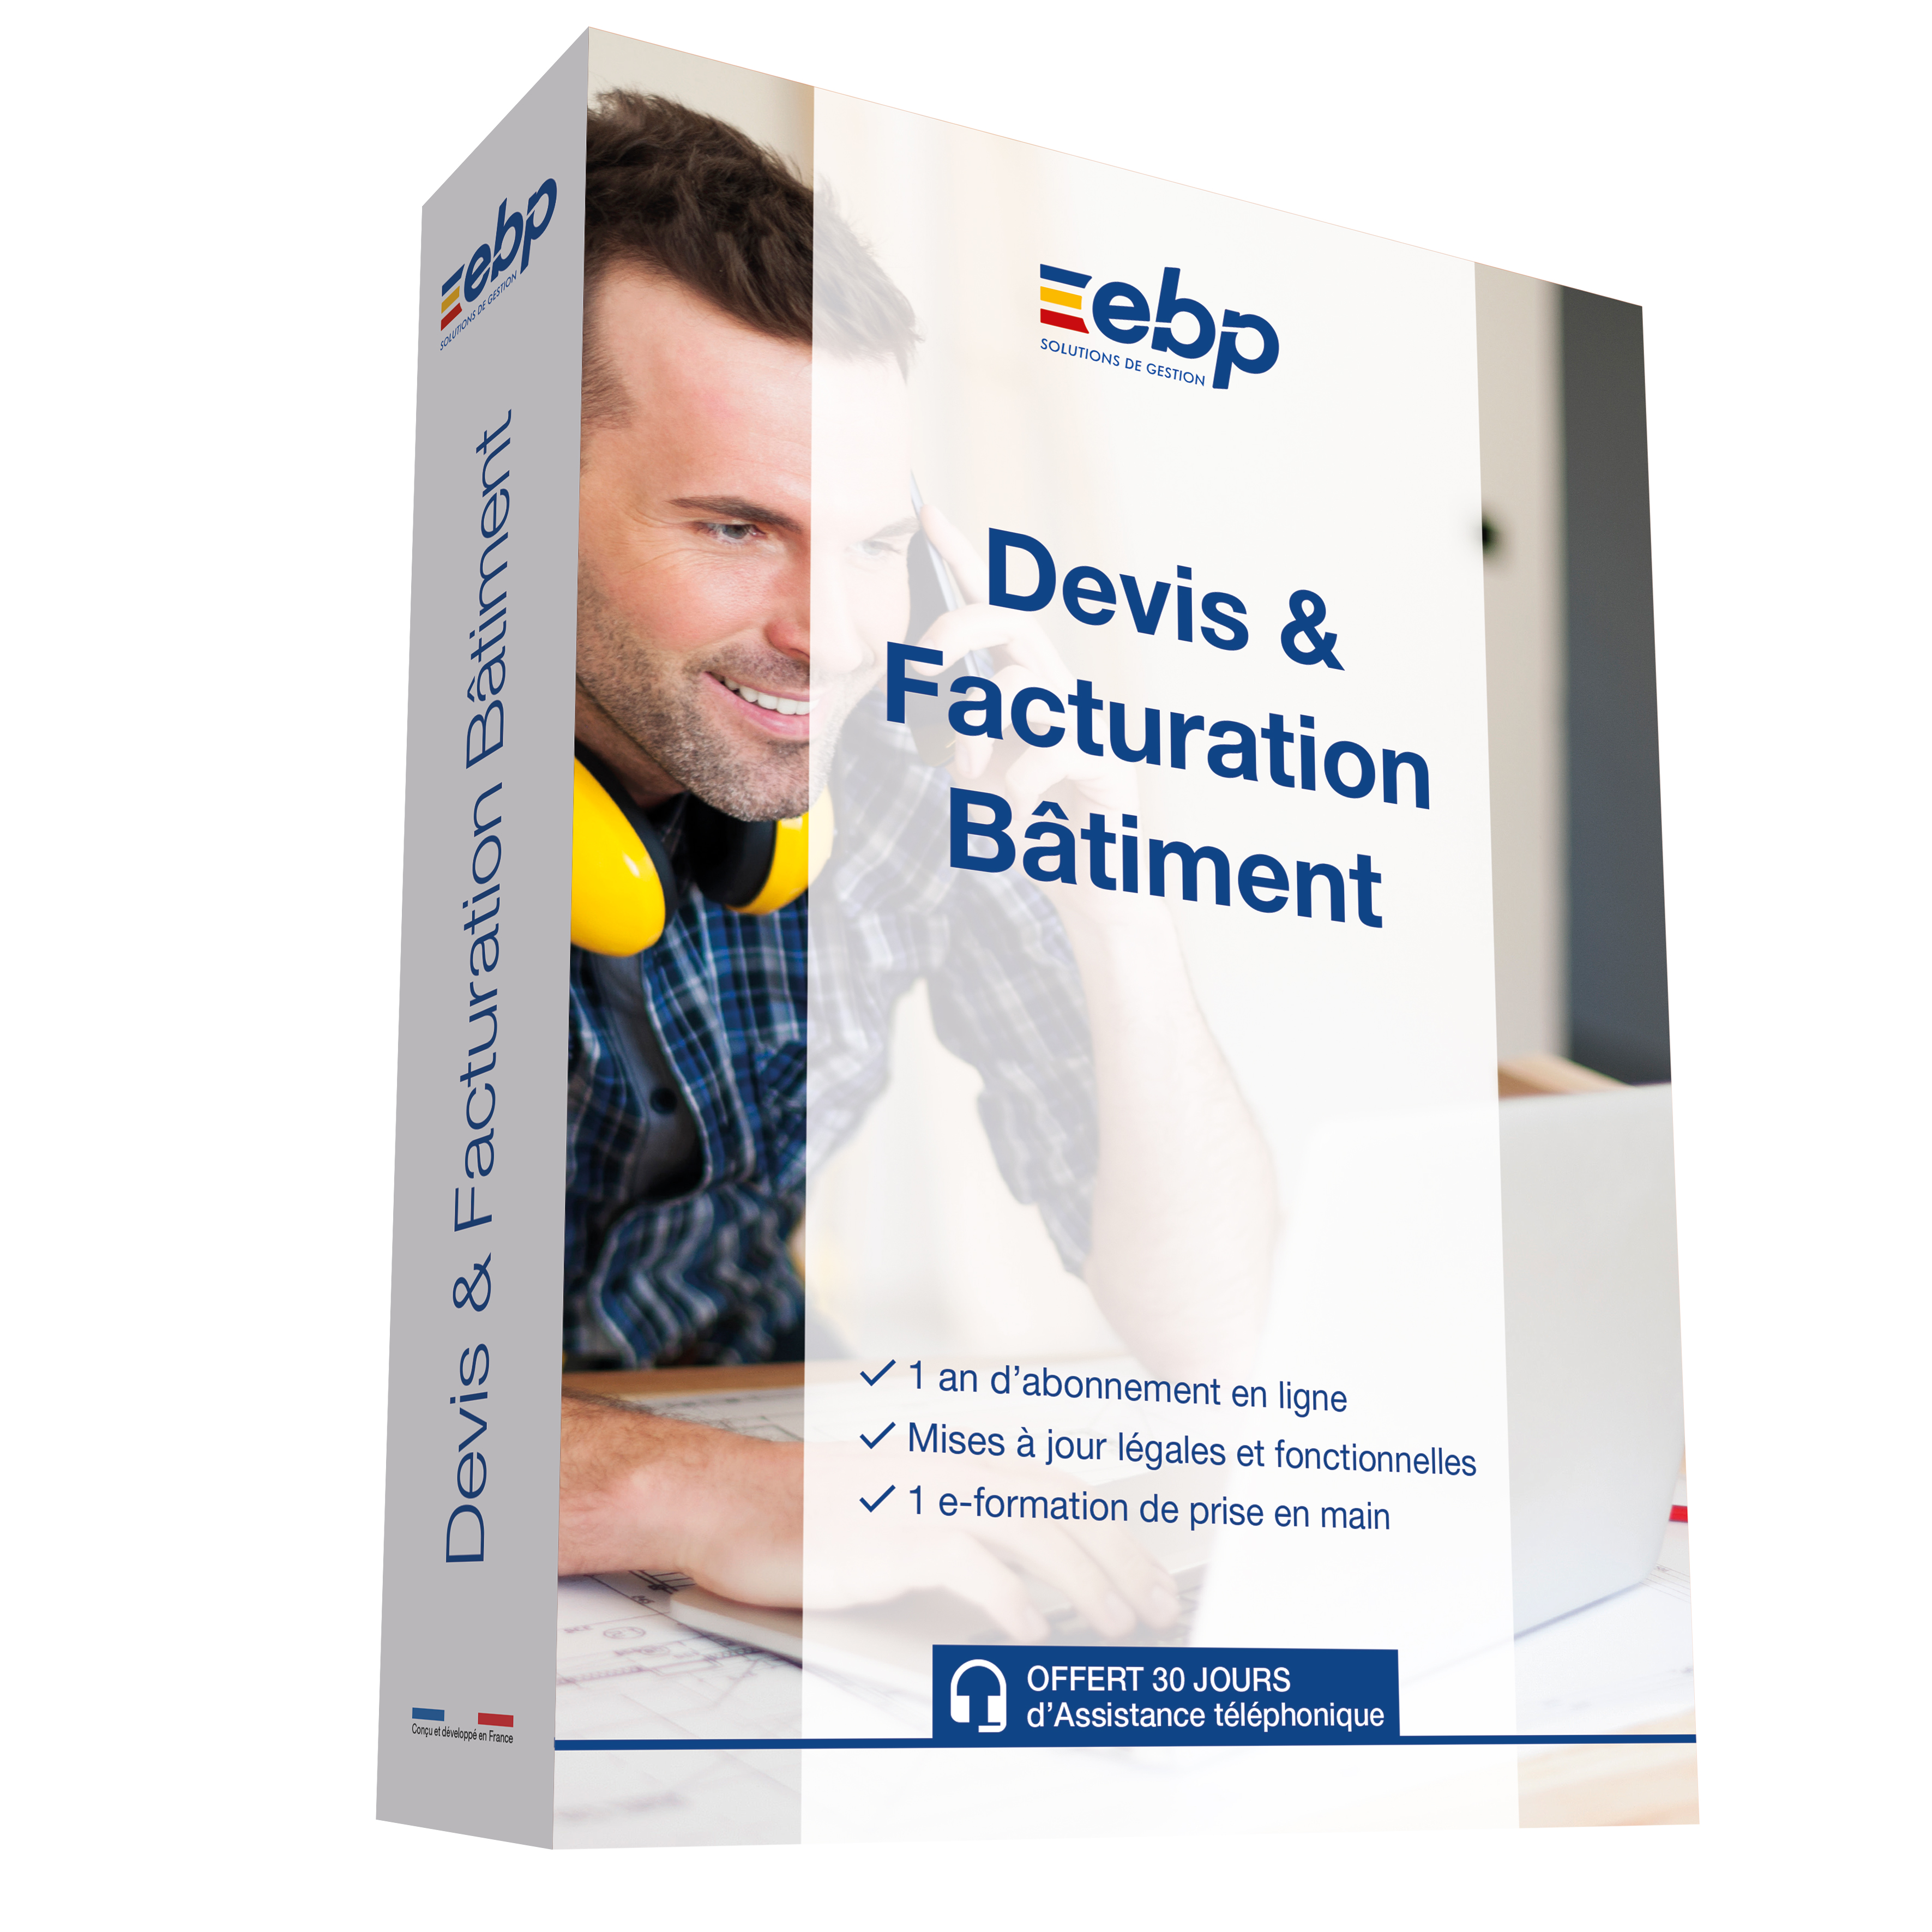 ebp
SOLUTIONS DE GESTION
Devis & Facturation Bâtiment
Conçu et développé en France
ebp
SOLUTIONS DE GESTION
Devis &
Facturation
Bâtiment
✓ 1 an d'abonnement en ligne
✓ Mises à jour légales et fonctionnelles
✓ 1 e-formation de prise en main
OFFERT 30 JOURS
d'Assistance téléphonique